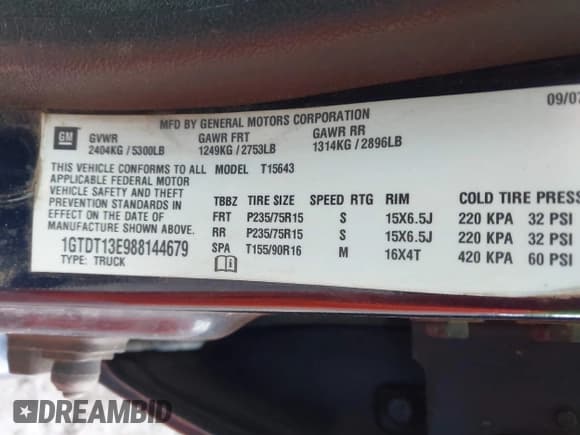 MFD BY GENERAL MOTORS CORPORATION 09/07
GM GVWR GAWR FRT GAWR RR
2404KG / 5300LB 1249KG / 2753LB 1314KG / 2896LB
THIS VEHICLE CONFORMS TO ALL MODEL T15643
APPLICABLE FEDERAL MOTOR
VEHICLE SAFETY AND THEFT
PREVENTION STANDARDS IN
EFFECT ON THE DATE OF
MANUFACTURE SHOWN ABOVE.
1GTDT13E988144679
TYPE: TRUCK
TBBZ TIRE SIZE SPEED RTG RIM COLD TIRE PRESS
FRT P235/75R15 S 15X6.5J 220 KPA 32 PSI
RR P235/75R15 S 15X6.5J 220 KPA 32 PSI
SPA T155/90R16 M 16X4T 420 KPA 60 PSI
DREAMBID